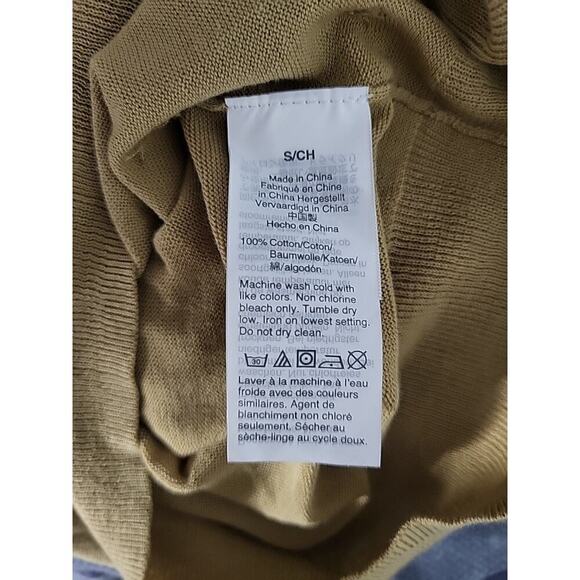 S/CH
Made in China
Fabriqué en Chine
in China Hergestellt
Vervaardigd in China
中国製
Hecho en China
100% Cotton/Coton/
Baumwolle/Katoen/
綿/algodón
Machine wash cold with
like colors. Non chlorine
bleach only. Tumble dry
low. Iron on lowest setting.
Do not dry clean.
30
Laver à la machine à l'eau
froide avec des couleurs
similaires. Agent de
blanchiment non chloré
seulement. Sécher au
sèche-linge au cycle doux.